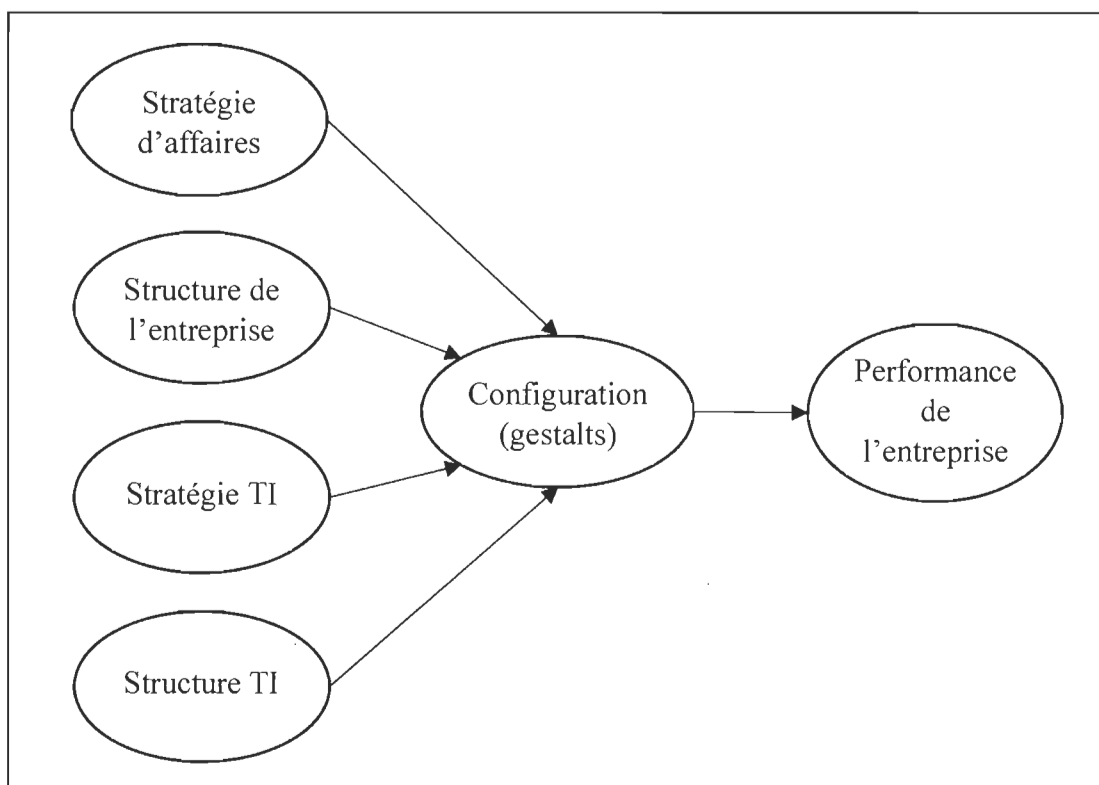 Stratégie
d'affaires
Structure de
l'entreprise
Stratégie TI
Structure TI
Configuration
(gestalts)
Performance
de
l'entreprise